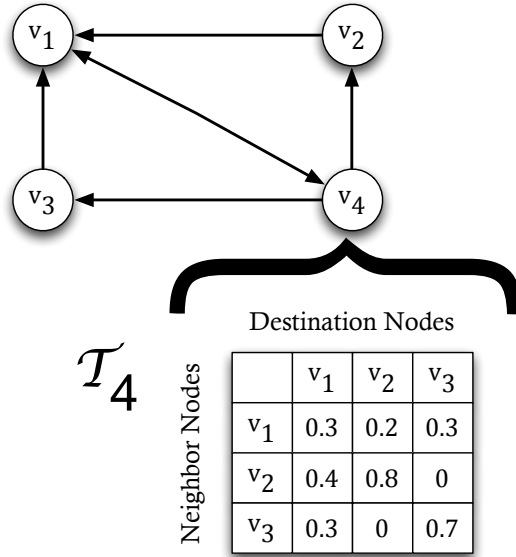 v1 v2
v3 v4
Destination Nodes
𝒯4
Neighbor Nodes
v1 v2 v3
v1 0.3 0.2 0.3
v2 0.4 0.8 0
v3 0.3 0 0.7